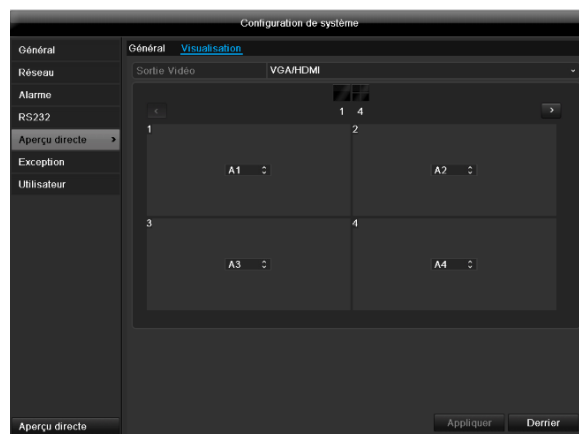 Configuration de système
Général
Réseau
Alarme
RS232
Aperçu directe >
Exception
Utilisateur
Aperçu directe
Général Visualisation
Sortie Vidéo VGA/HDMI
< 1 4 >
1 2
A1 A2
3 4
A3 A4
Appliquer Derrier